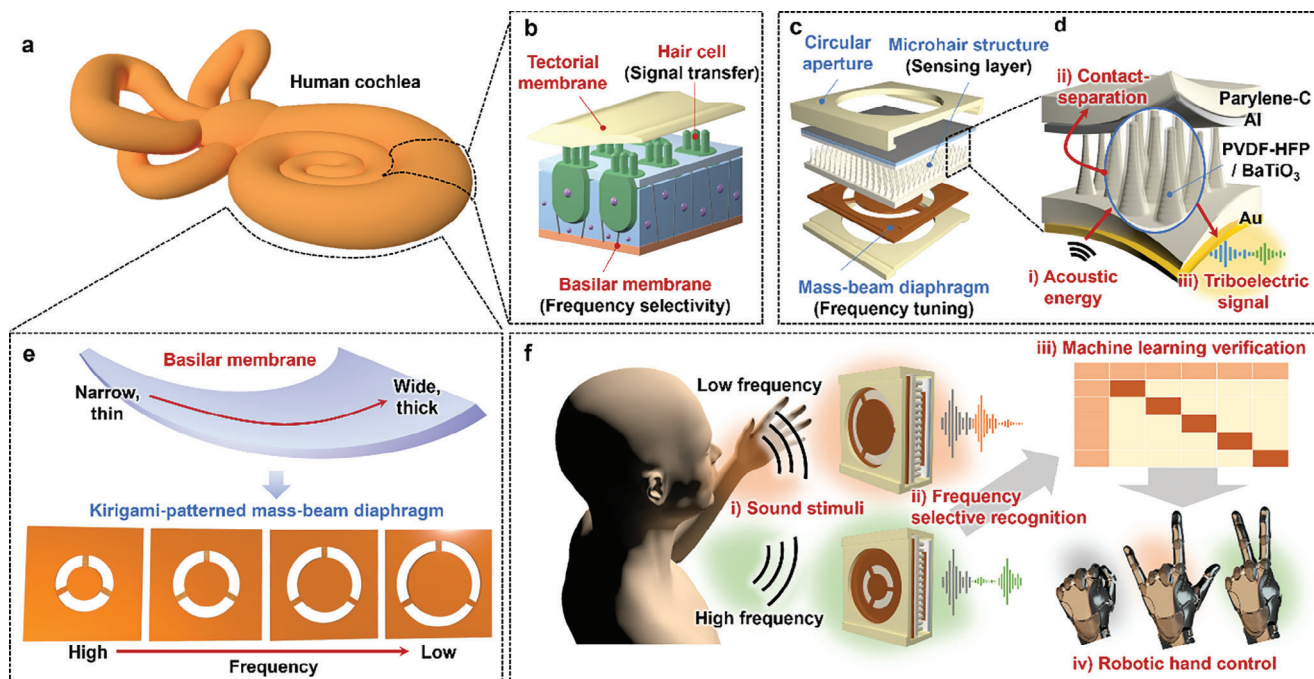 a
Human cochlea
b
Tectorial
membrane
Hair cell
(Signal transfer)
Basilar membrane
(Frequency selectivity)
c
Circular
aperture
Microhair structure
(Sensing layer)
Mass-beam diaphragm
(Frequency tuning)
d
ii) Contact-
separation
Parylene-C
Al
PVDF-HFP
/ BaTiO₃
Au
i) Acoustic
energy
iii) Triboelectric
signal
e
Basilar membrane
Narrow,
thin
Wide,
thick
Kirigami-patterned mass-beam diaphragm
High
Low
Frequency
f
Low frequency
i) Sound stimuli
High frequency
ii) Frequency
selective recognition
iii) Machine learning verification
iv) Robotic hand control